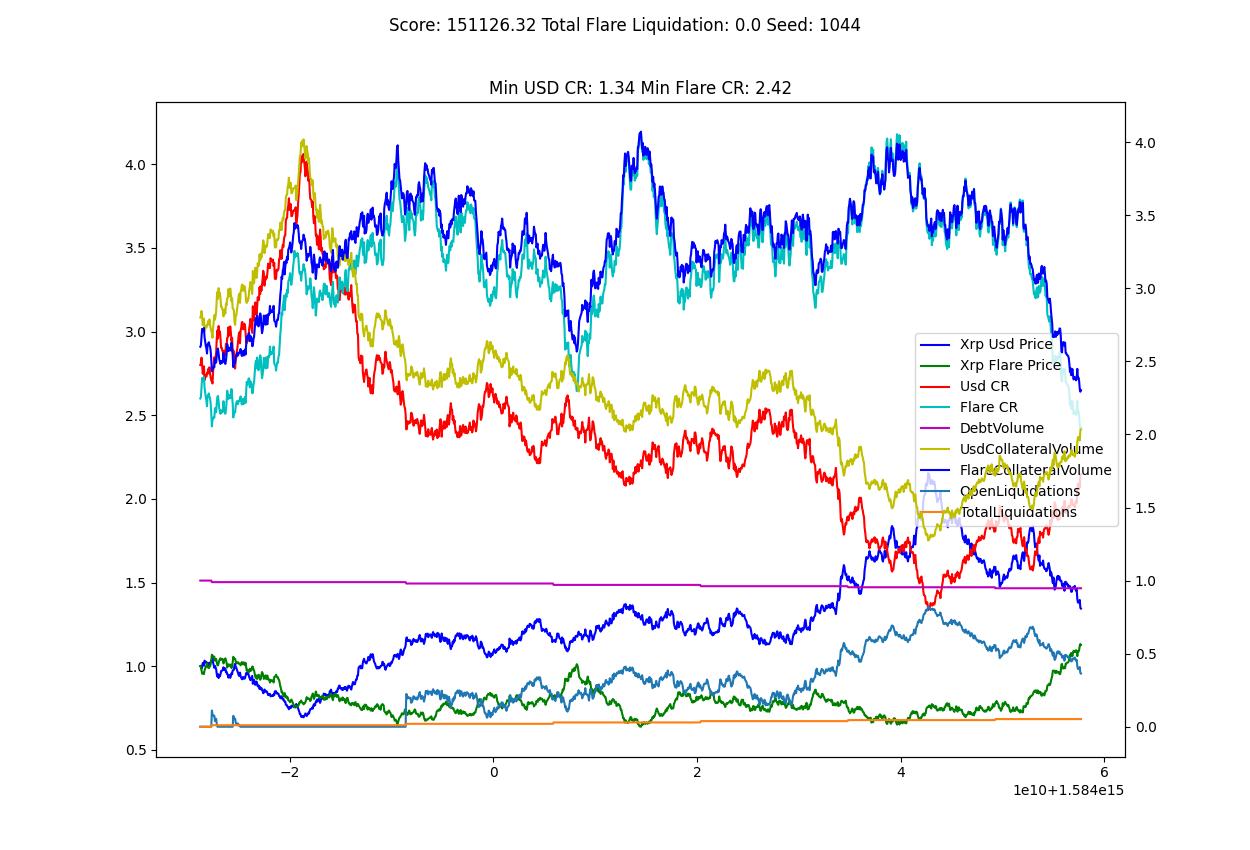 Score: 151126.32 Total Flare Liquidation: 0.0 Seed: 1044
Min USD CR: 1.34 Min Flare CR: 2.42
4.0
3.5
3.0
2.5
2.0
1.5
1.0
0.5
4.0
3.5
3.0
2.5
2.0
1.5
1.0
0.5
0.0
Xrp Usd Price
Xrp Flare Price
Usd CR
Flare CR
DebtVolume
UsdCollateralVolume
FlareCollateralVolume
OpenLiquidations
TotalLiquidations
−2 0 2 4 6
1e10+1.584e15